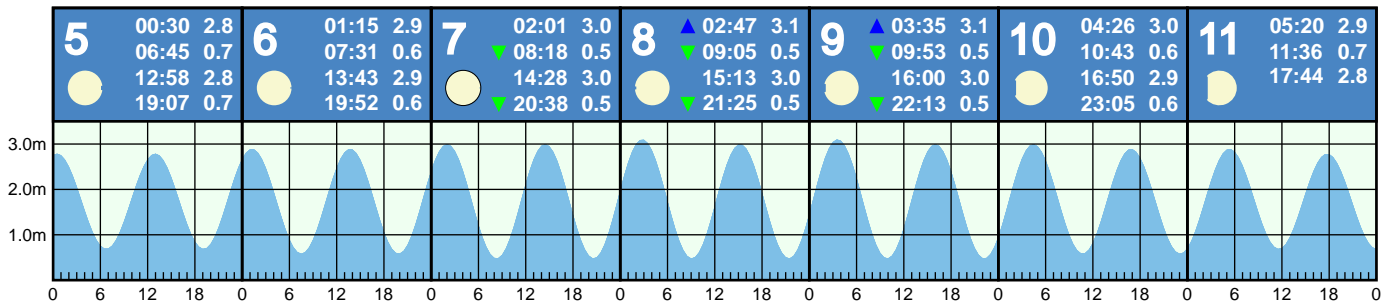 5
00:30 2.8
06:45 0.7
12:58 2.8
19:07 0.7
6
01:15 2.9
07:31 0.6
13:43 2.9
19:52 0.6
7
02:01 3.0
▼ 08:18 0.5
14:28 3.0
▼ 20:38 0.5
8
▲ 02:47 3.1
▼ 09:05 0.5
15:13 3.0
▼ 21:25 0.5
9
▲ 03:35 3.1
▼ 09:53 0.5
16:00 3.0
▼ 22:13 0.5
10
04:26 3.0
10:43 0.6
16:50 2.9
23:05 0.6
11
05:20 2.9
11:36 0.7
17:44 2.8
3.0m
2.0m
1.0m
0 6 12 18 0 6 12 18 0 6 12 18 0 6 12 18 0 6 12 18 0 6 12 18 0 6 12 18 0